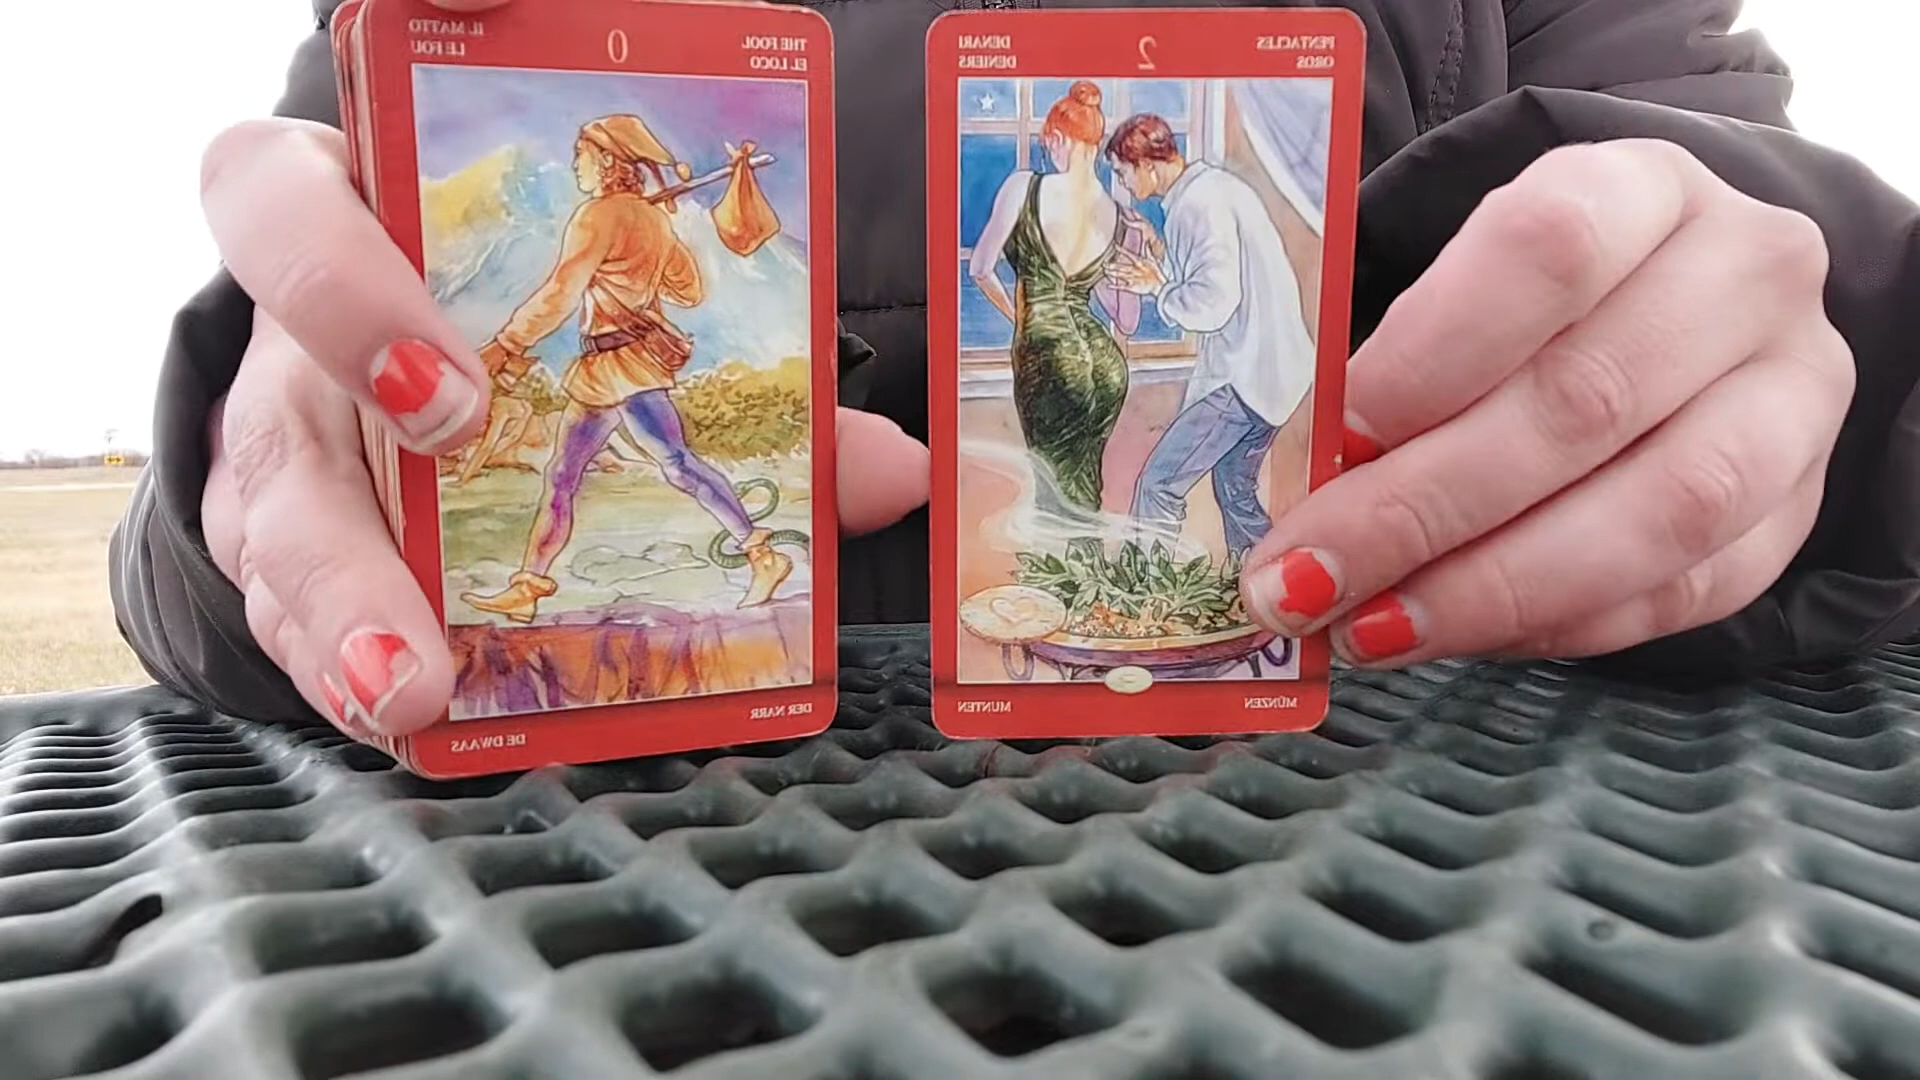 IL MATTO
LE FOU
0
THE FOOL
EL LOCO
DER NARR
DE DWAAS
DENARI
DENIERS
2
PENTACLES
OROS
MUNTEN
MÜNZEN